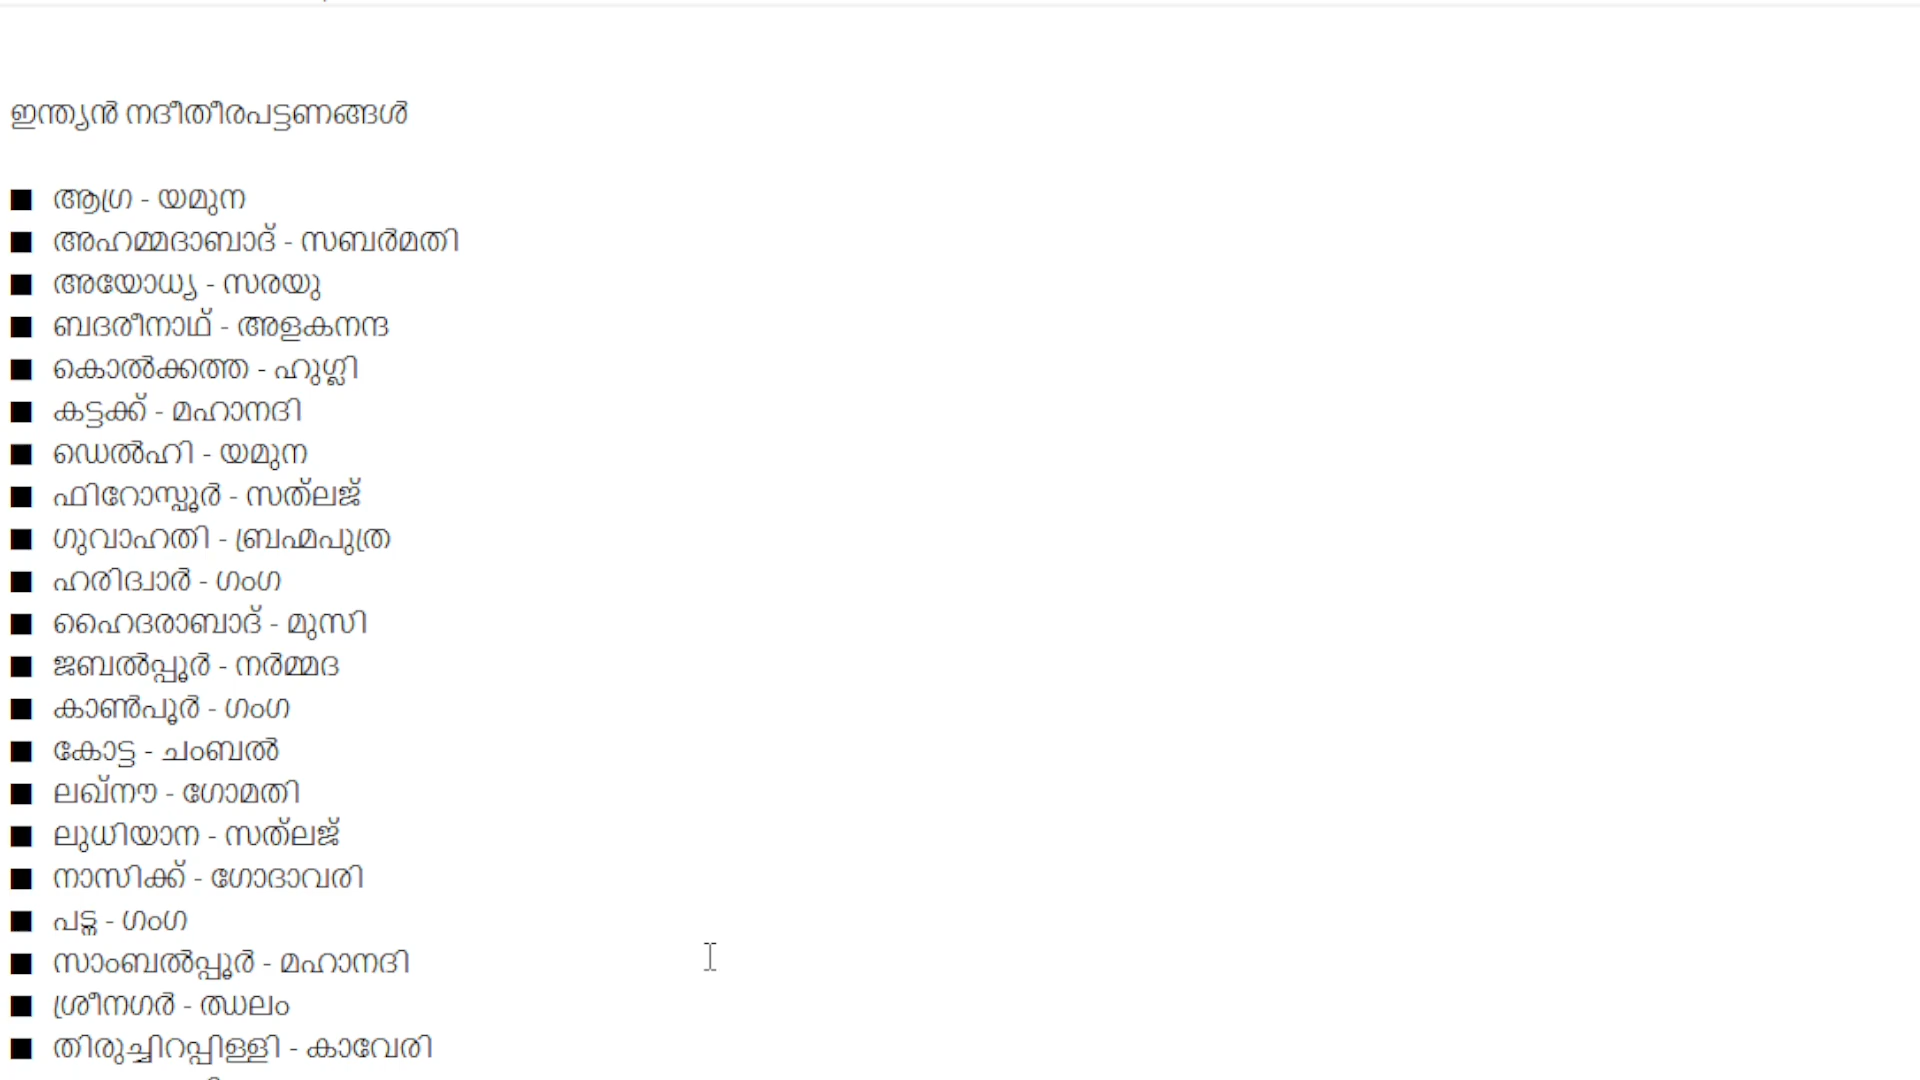 ഇന്ത്യൻ നദീതീരപട്ടണങ്ങൾ
■ ആഗ്ര - യമുന
■ അഹമ്മദാബാദ് - സബർമതി
■ അയോധ്യ - സരയു
■ ബദരീനാഥ് - അളകനന്ദ
■ കൊൽക്കത്ത - ഹുഗ്ലി
■ കട്ടക്ക് - മഹാനദി
■ ഡെൽഹി - യമുന
■ ഫിറോസ്പൂർ - സത്‌ലജ്
■ ഗുവാഹതി - ബ്രഹ്മപുത്ര
■ ഹരിദ്വാർ - ഗംഗ
■ ഹൈദരാബാദ് - മുസി
■ ജബൽപ്പൂർ - നർമ്മദ
■ കാൺപൂർ - ഗംഗ
■ കോട്ട - ചംബൽ
■ ലഖ്നൗ - ഗോമതി
■ ലുധിയാന - സത്‌ലജ്
■ നാസിക്ക് - ഗോദാവരി
■ പട്ന - ഗംഗ
■ സാംബൽപ്പൂർ - മഹാനദി
■ ശ്രീനഗർ - ഝലം
■ തിരുച്ചിറപ്പിള്ളി - കാവേരി